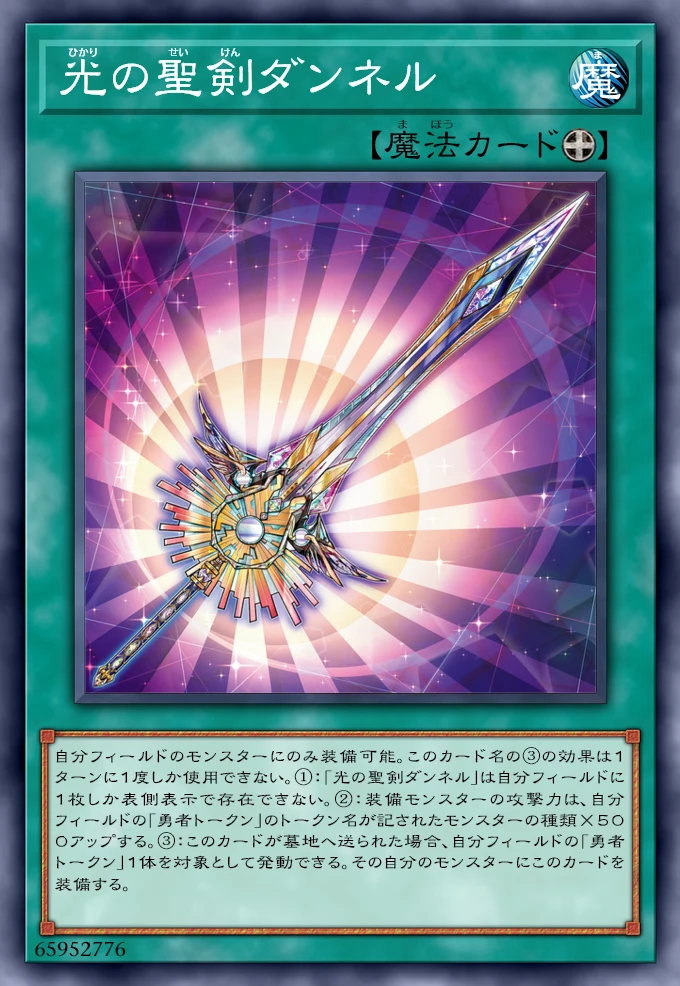 光の聖剣ダンネル
魔
【魔法カード】
自分フィールドのモンスターにのみ装備可能。このカード名の③の効果は1
ターンに1度しか使用できない。①:「光の聖剣ダンネル」は自分フィールドに
1枚しか表側表示で存在できない。②:装備モンスターの攻撃力は、自分
フィールドの「勇者トークン」のトークン名が記されたモンスターの種類×50
0アップする。③:このカードが墓地へ送られた場合、自分フィールドの「勇者
トークン」1体を対象として発動できる。その自分のモンスターにこのカードを
装備する。
65952776